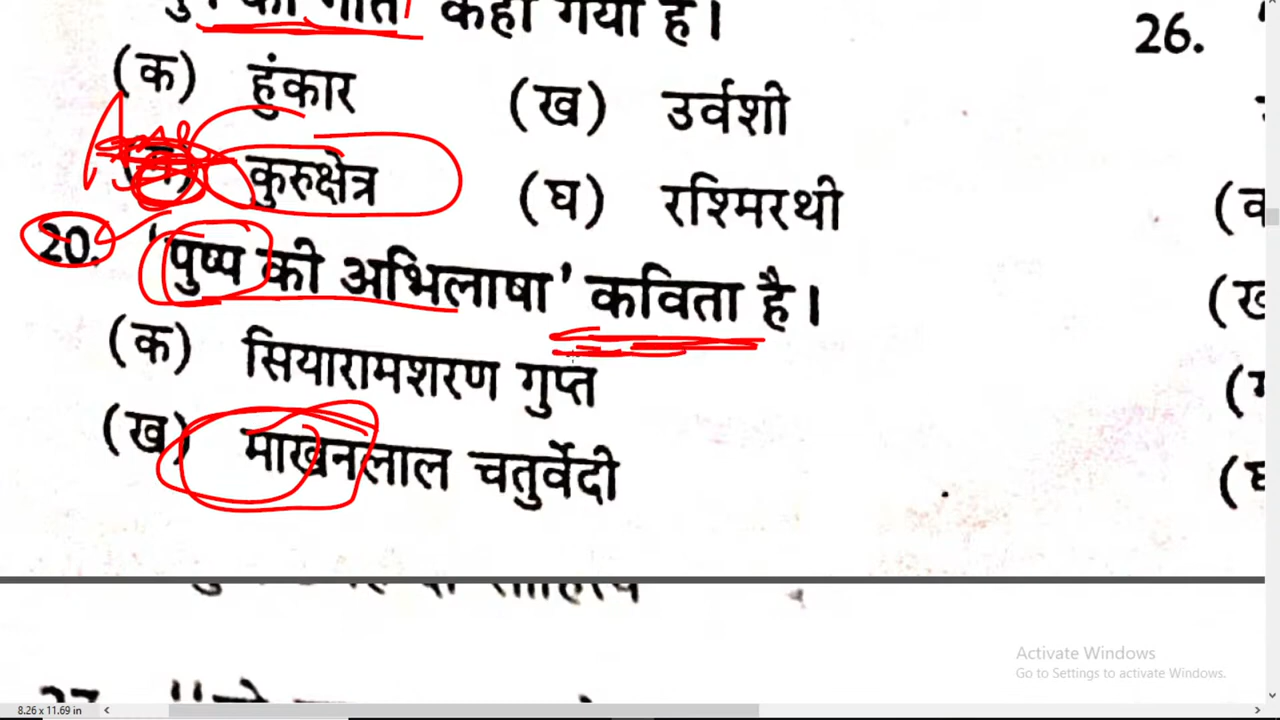 की गीता' कहा गया है।
26.
(क) हुंकार (ख) उर्वशी
कुरुक्षेत्र (घ) रश्मिरथी
20. 'पुष्प की अभिलाषा' कविता है।
(क) सियारामशरण गुप्त
(ख) माखनलाल चतुर्वेदी
Activate Windows
Go to Settings to activate Windows.
8.26 x 11.69 in